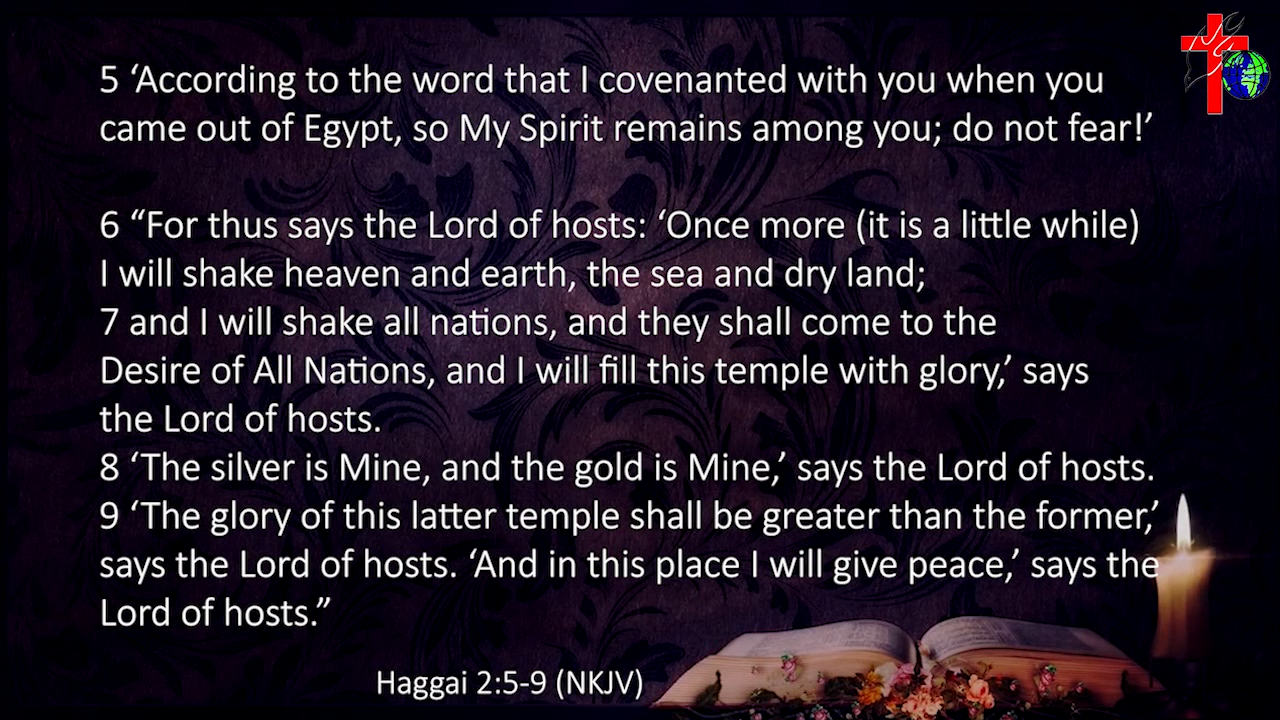 5 ‘According to the word that I covenanted with you when you
came out of Egypt, so My Spirit remains among you; do not fear!’
6 “For thus says the Lord of hosts: ‘Once more (it is a little while)
I will shake heaven and earth, the sea and dry land;
7 and I will shake all nations, and they shall come to the
Desire of All Nations, and I will fill this temple with glory,’ says
the Lord of hosts.
8 ‘The silver is Mine, and the gold is Mine,’ says the Lord of hosts.
9 ‘The glory of this latter temple shall be greater than the former,’
says the Lord of hosts. ‘And in this place I will give peace,’ says the
Lord of hosts.”
Haggai 2:5-9 (NKJV)